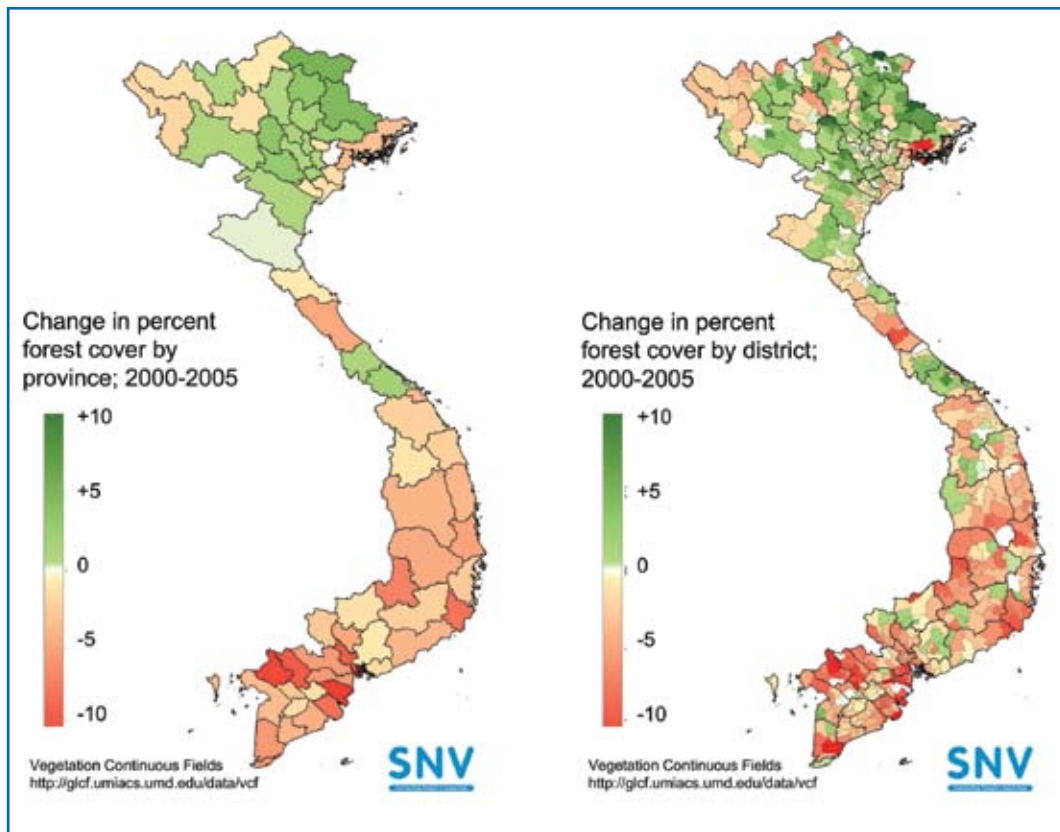 Change in percent
forest cover by
province; 2000-2005
+10
+5
0
-5
-10
Vegetation Continuous Fields
http://glcf.umiacs.umd.edu/data/vcf
SNV
Change in percent
forest cover by district;
2000-2005
+10
+5
0
-5
-10
Vegetation Continuous Fields
http://glcf.umiacs.umd.edu/data/vcf
SNV